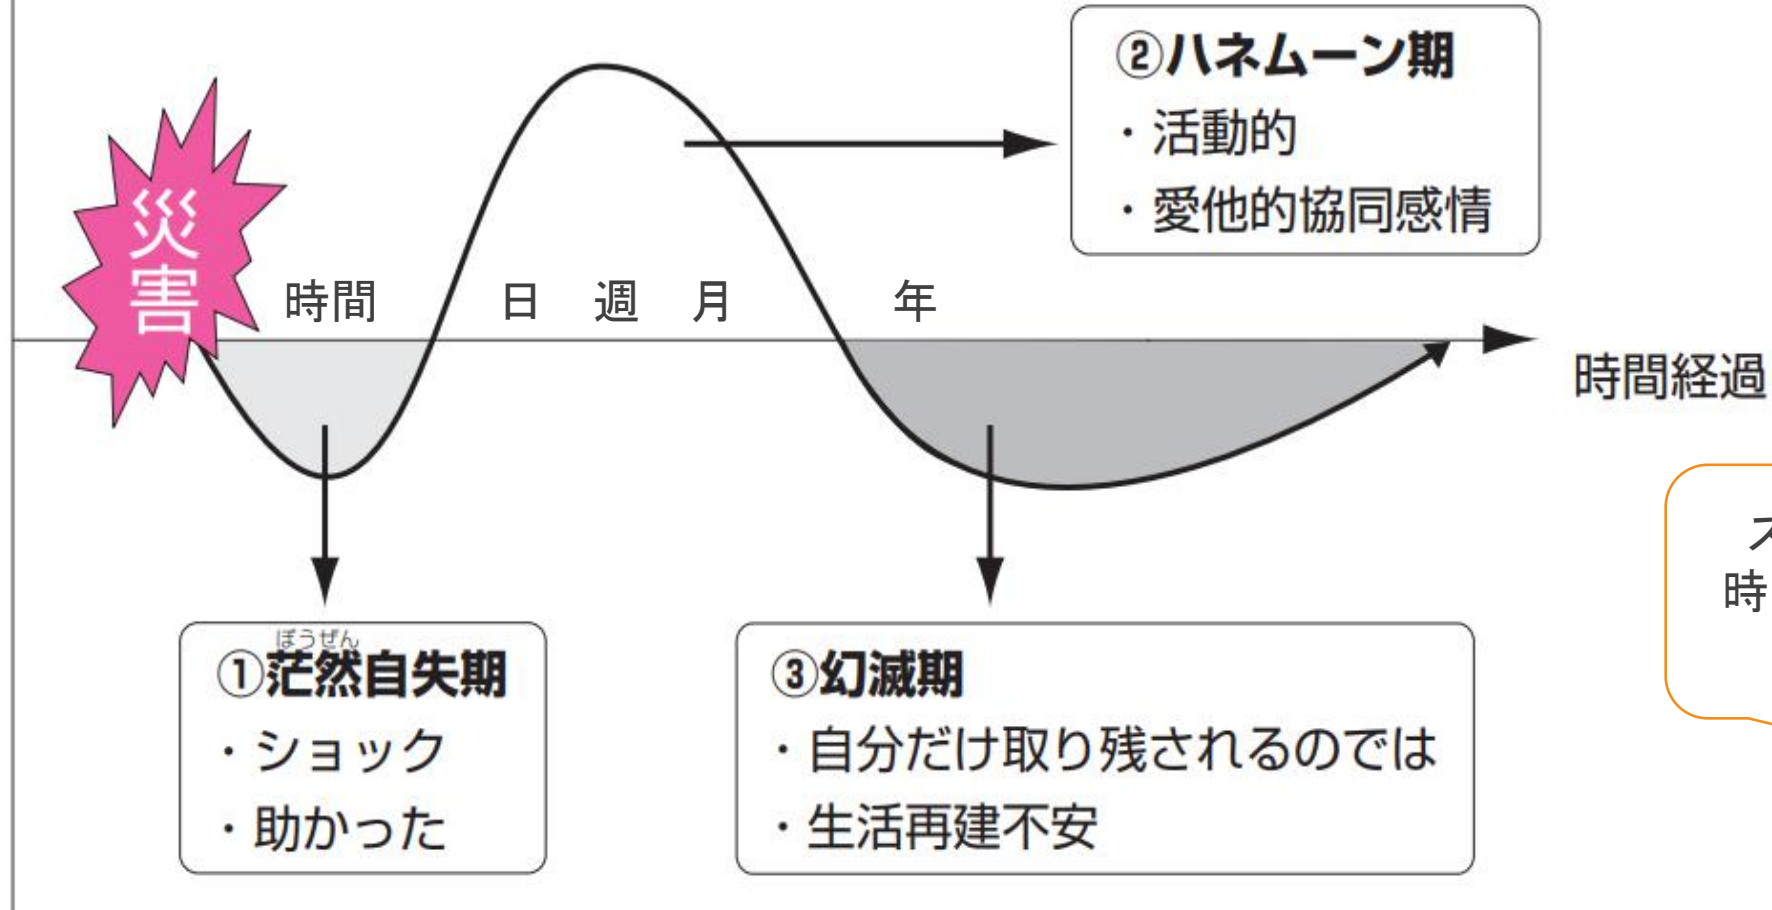 ②ハネムーン期
・活動的
・愛他的協同感情
災害
時間 日 週 月 年
時間経過
時
ぼうぜん
①茫然自失期
・ショック
・助かった
③幻滅期
・自分だけ取り残されるのでは
・生活再建不安